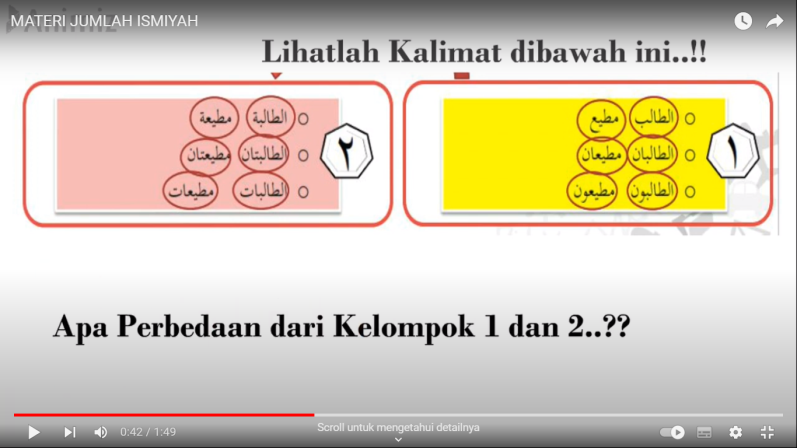 MATERI JUMLAH ISMIYAH
Lihatlah Kalimat dibawah ini..!!
١
الطالب مطيع
الطالبان مطيعان
الطالبون مطيعون
٢
الطالبة مطيعة
الطالبتان مطيعتان
الطالبات مطيعات
Apa Perbedaan dari Kelompok 1 dan 2..??
0:42 / 1:49
Scroll untuk mengetahui detailnya